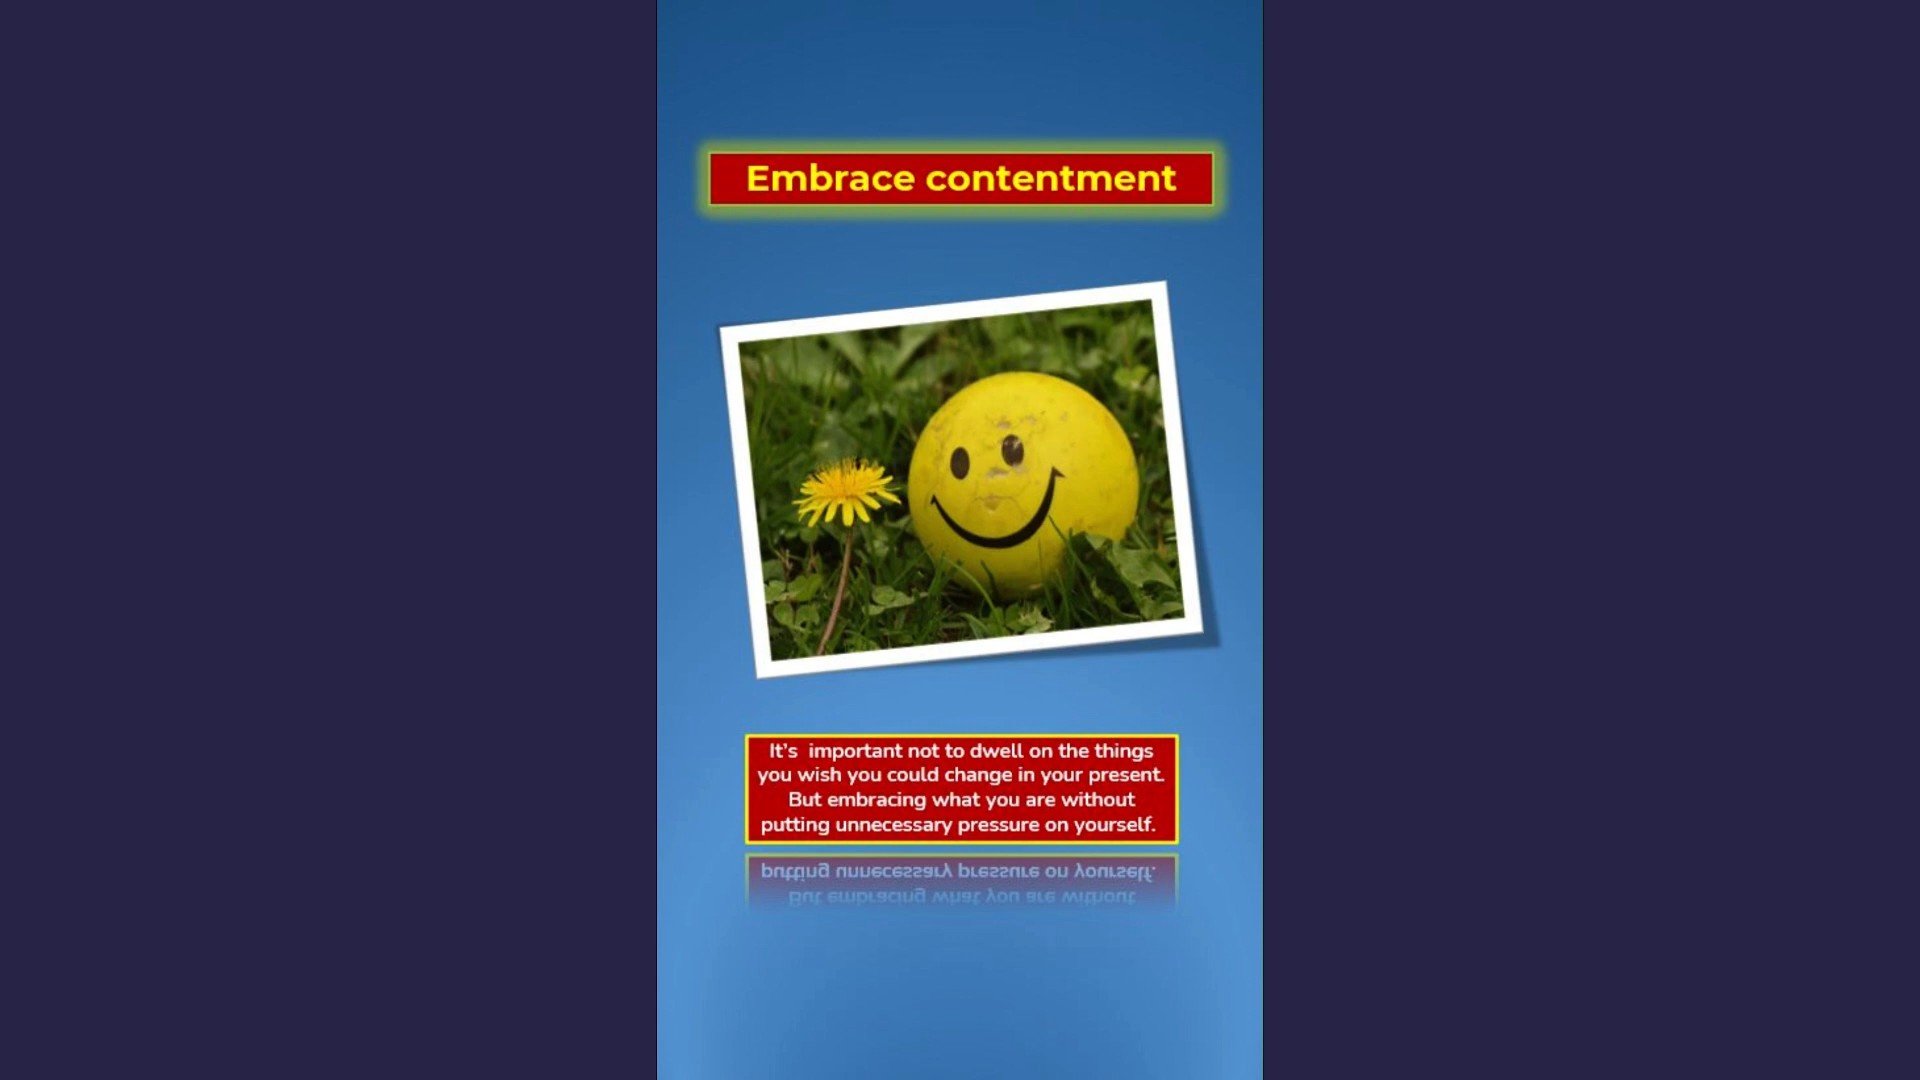 Embrace contentment
It's  important not to dwell on the things
you wish you could change in your present.
But embracing what you are without
putting unnecessary pressure on yourself.